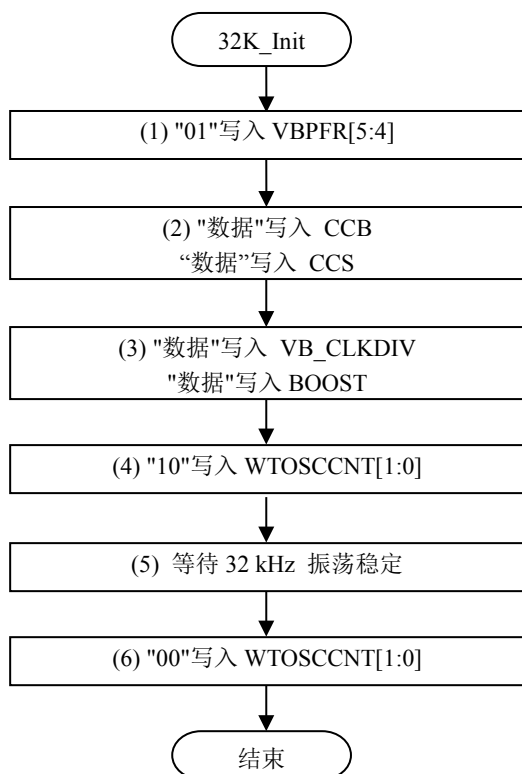 32K_Init
(1) "01"写入 VBPFR[5:4]
(2) "数据"写入 CCB
“数据”写入 CCS
(3) "数据"写入 VB_CLKDIV
"数据"写入 BOOST
(4) "10"写入 WTOSCCNT[1:0]
(5) 等待 32 kHz 振荡稳定
(6) "00"写入 WTOSCCNT[1:0]
结束